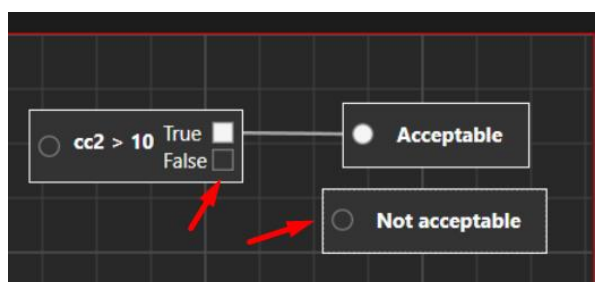 cc2 > 10
True
False
Acceptable
Not acceptable